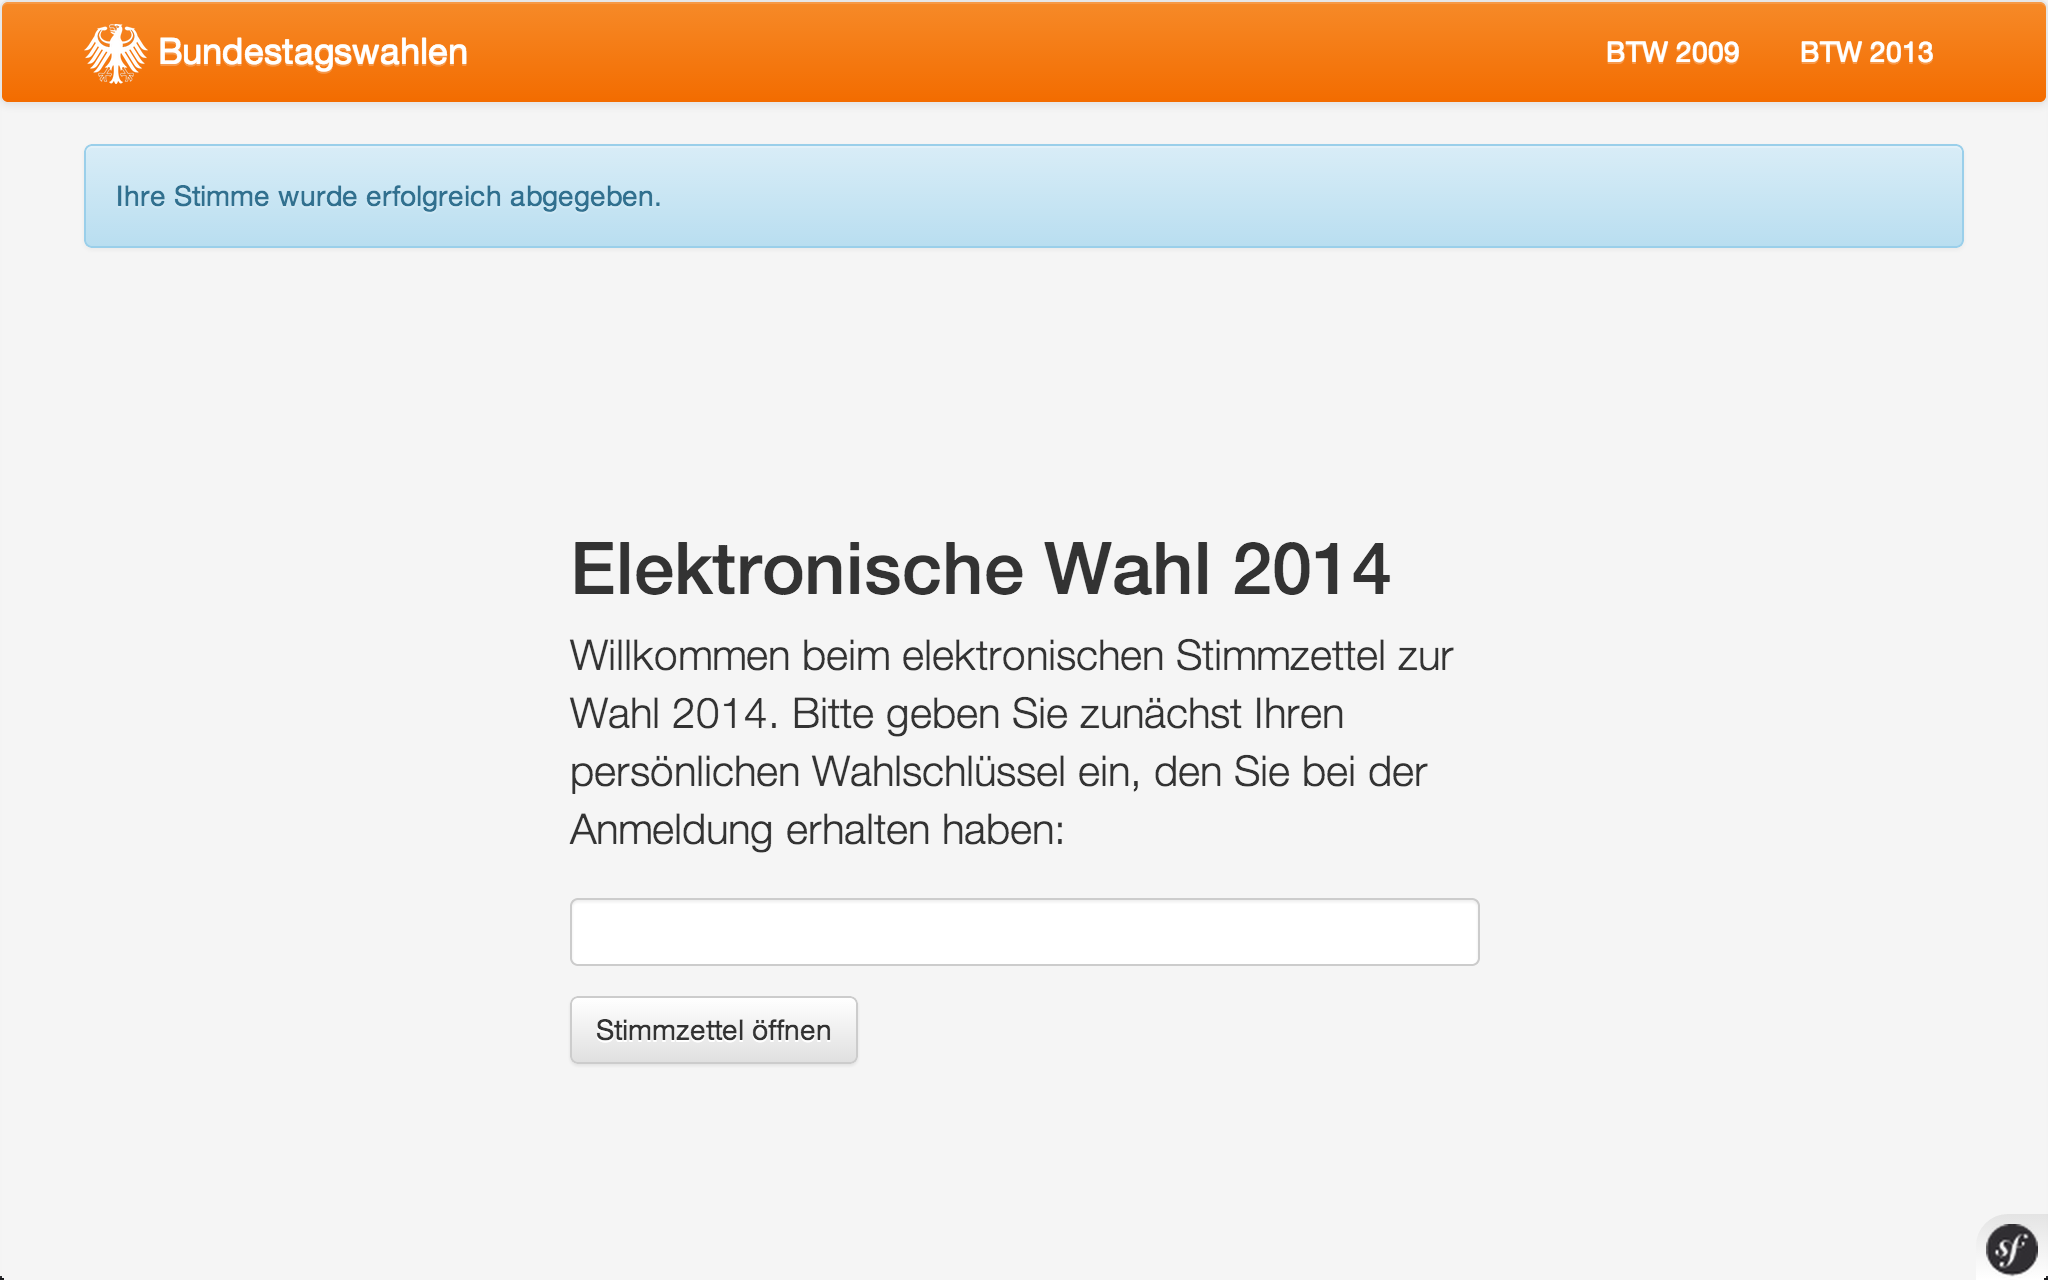 Bundestagswahlen
BTW 2009
BTW 2013
Ihre Stimme wurde erfolgreich abgegeben.
Elektronische Wahl 2014
Willkommen beim elektronischen Stimmzettel zur
Wahl 2014. Bitte geben Sie zunächst Ihren
persönlichen Wahlschlüssel ein, den Sie bei der
Anmeldung erhalten haben:
Stimmzettel öffnen
sf